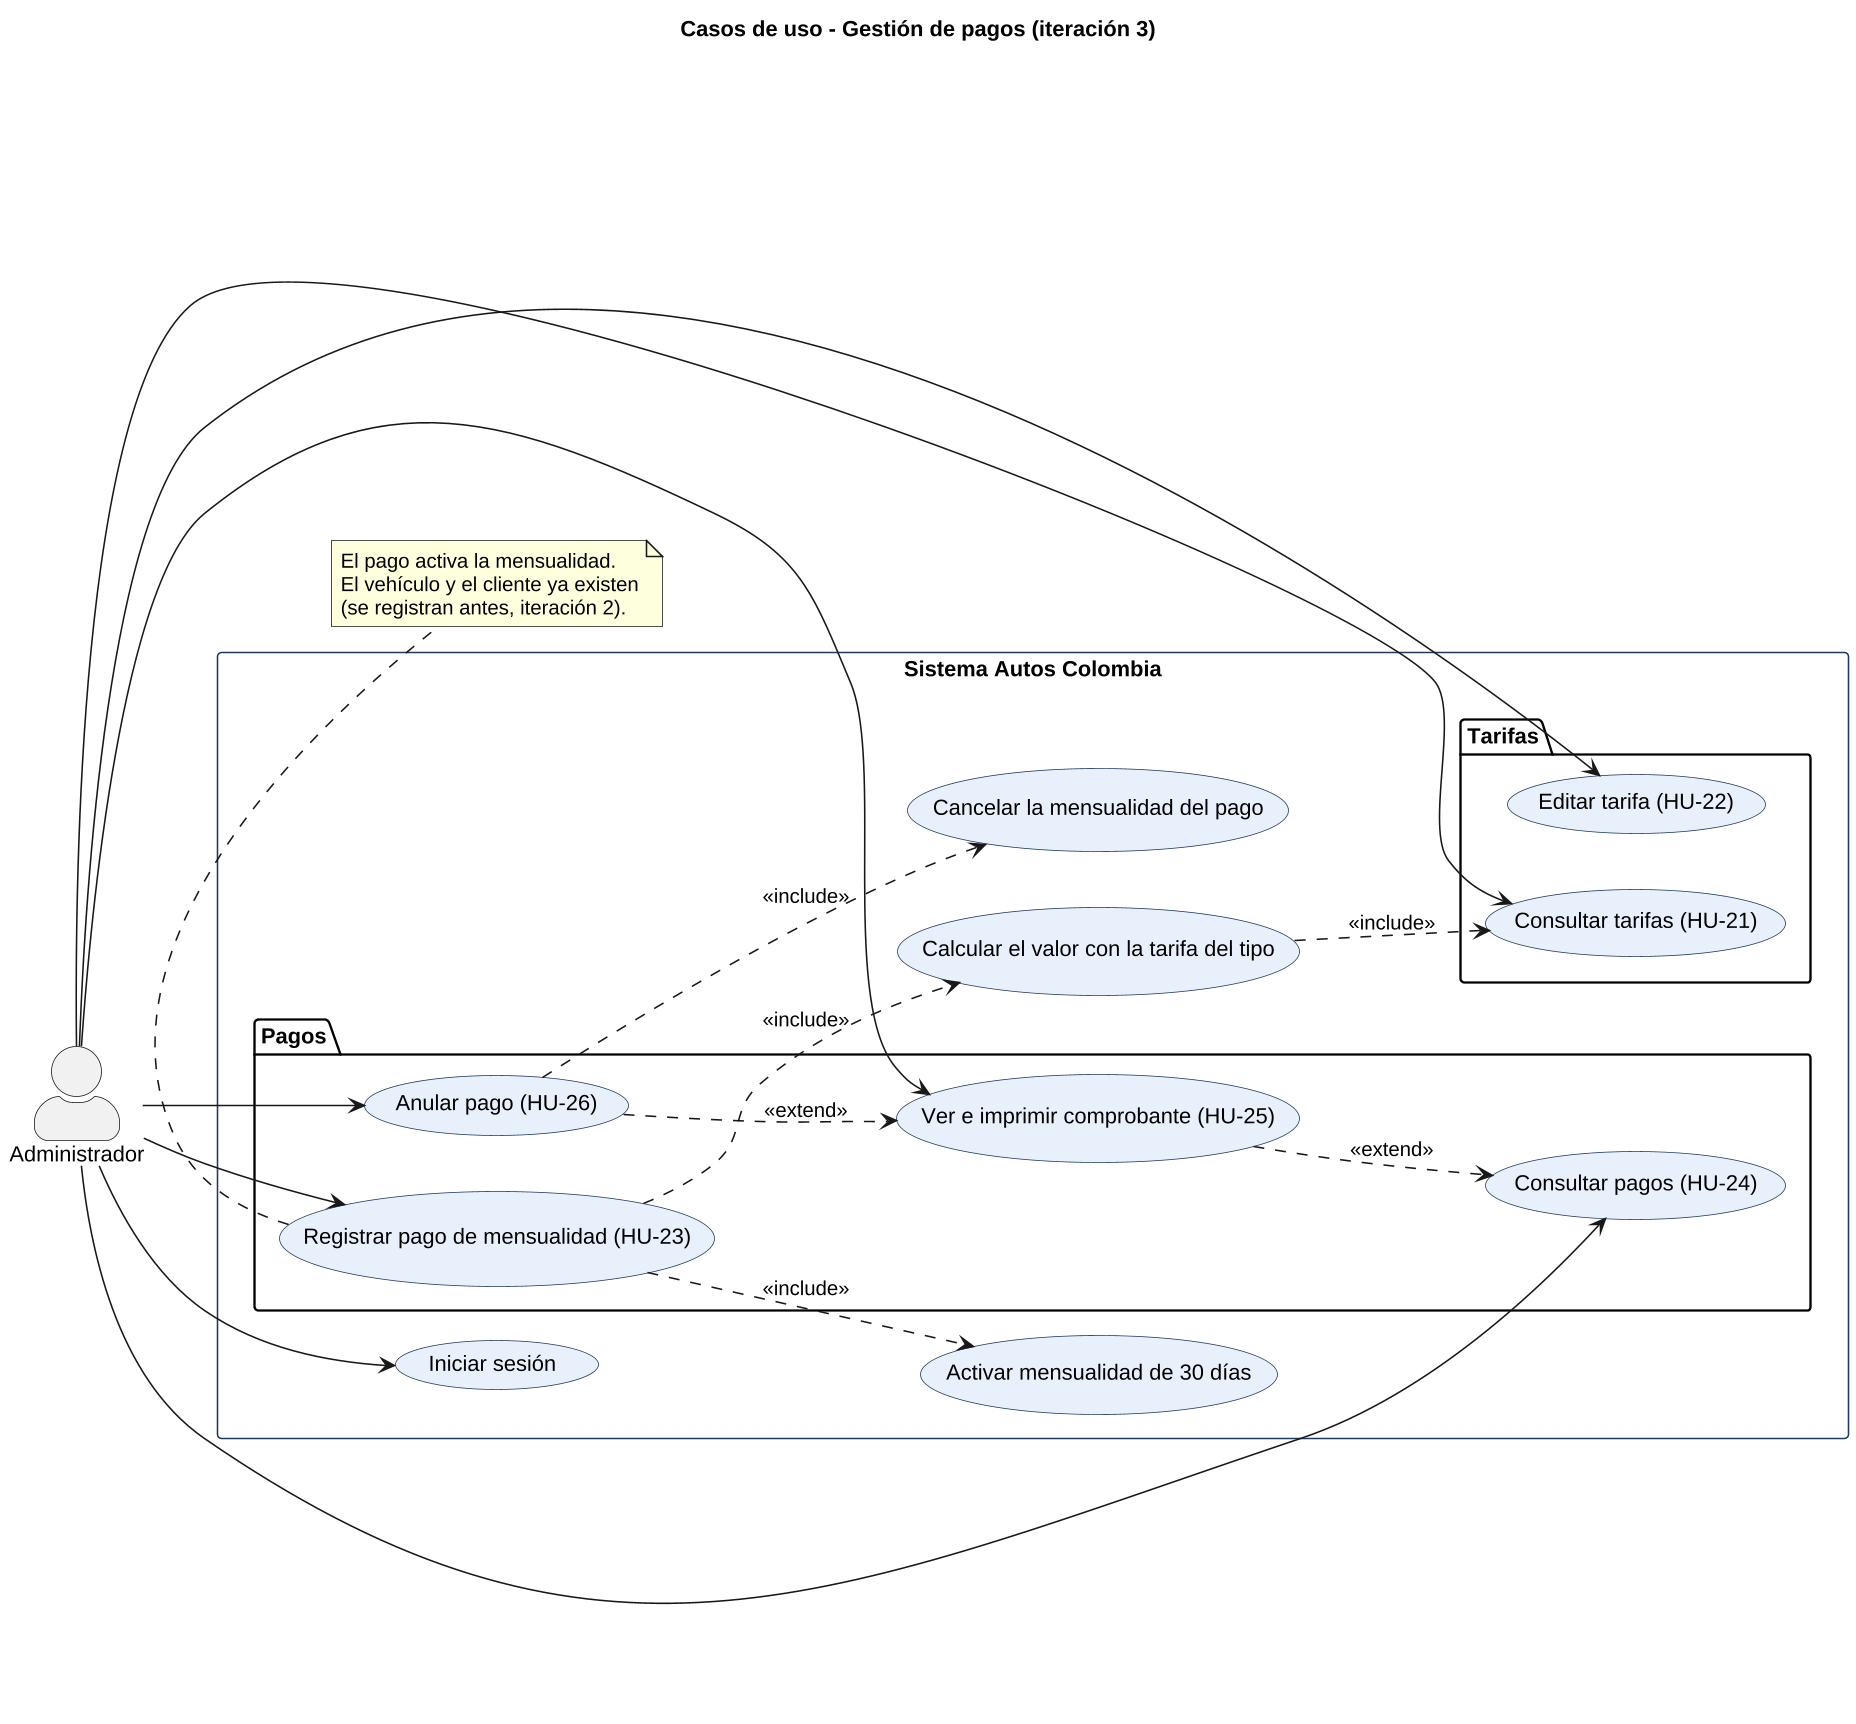 Casos de uso - Gestión de pagos (iteración 3)
El pago activa la mensualidad.
El vehículo y el cliente ya existen
(se registran antes, iteración 2).
Sistema Autos Colombia
Tarifas
Editar tarifa (HU-22)
Cancelar la mensualidad del pago
«include»
Consultar tarifas (HU-21)
«include»
Calcular el valor con la tarifa del tipo
«include»
Pagos
Anular pago (HU-26)
«extend»
Ver e imprimir comprobante (HU-25)
«extend»
Administrador
Consultar pagos (HU-24)
Registrar pago de mensualidad (HU-23)
«include»
Iniciar sesión
Activar mensualidad de 30 días